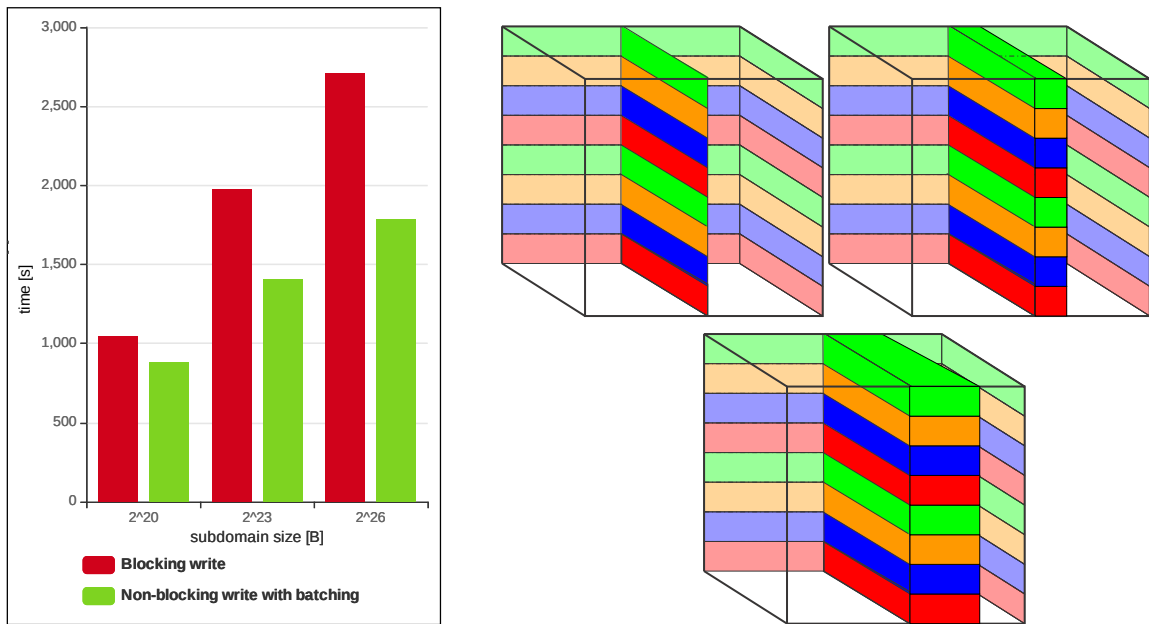 3,000
2,500
2,000
1,500
1,000
500
0
time [s]
2^20 2^23 2^26
subdomain size [B]
Blocking write
Non-blocking write with batching